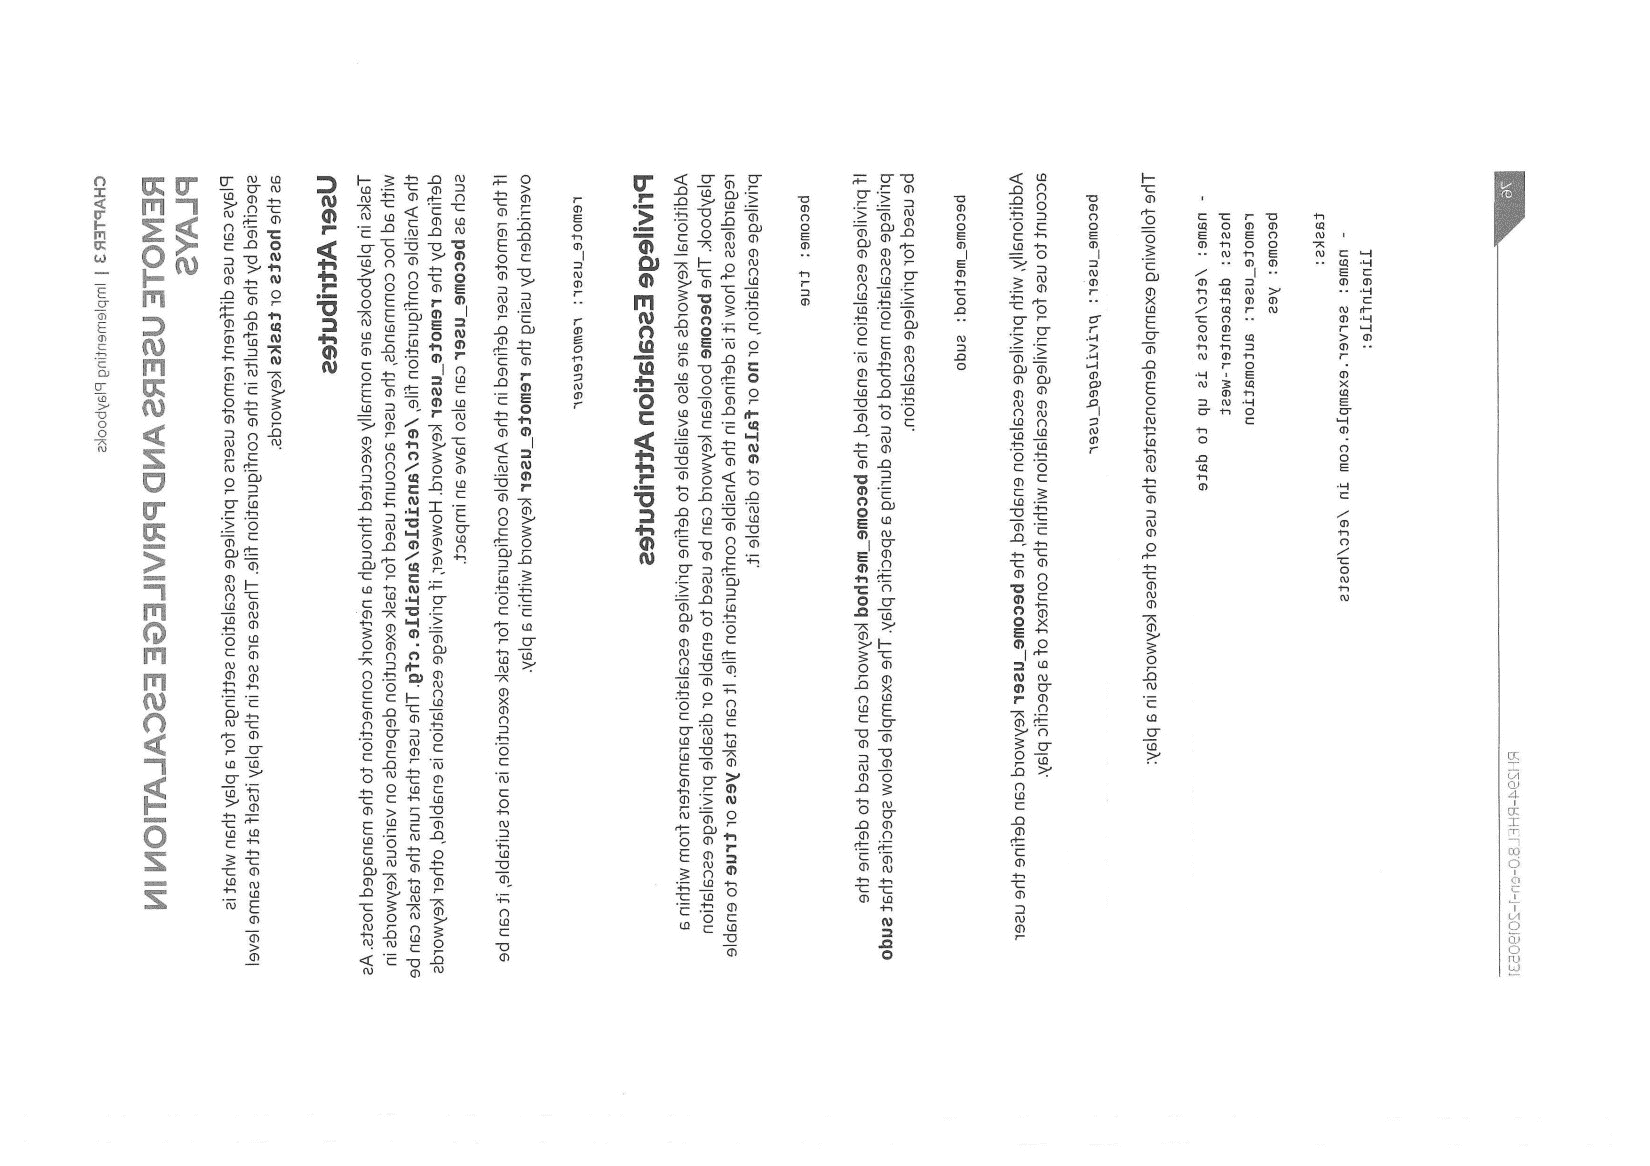 CHAPTER 3 | Implementing Playbooks
REMOTE USERS AND PRIVILEGE ESCALATION IN
PLAYS
Plays can use different remote users or privilege escalation settings for a play than what is
specified by the defaults in the configuration file. These are set in the play itself at the same level
as the hosts or tasks keywords.
User Attributes
Tasks in playbooks are normally executed through a network connection to the managed hosts. As
with ad hoc commands, the user account used for task execution depends on various keywords in
the Ansible configuration file, /etc/ansible/ansible.cfg. The user that runs the tasks can be
defined by the remote_user keyword. However, if privilege escalation is enabled, other keywords
such as become_user can also have an impact.
If the remote user defined in the Ansible configuration for task execution is not suitable, it can be
overridden by using the remote_user keyword within a play.
remote_user: remoteuser
Privilege Escalation Attributes
Additional keywords are also available to define privilege escalation parameters from within a
playbook. The become boolean keyword can be used to enable or disable privilege escalation
regardless of how it is defined in the Ansible configuration file. It can take yes or true to enable
privilege escalation, or no or false to disable it.
become: true
If privilege escalation is enabled, the become_method keyword can be used to define the
privilege escalation method to use during a specific play. The example below specifies that sudo
be used for privilege escalation.
become_method: sudo
Additionally, with privilege escalation enabled, the become_user keyword can define the user
account to use for privilege escalation within the context of a specific play.
become_user: privileged_user
The following example demonstrates the use of these keywords in a play:
- name: /etc/hosts is up to date
hosts: datacenter-west
remote_user: automation
become: yes
tasks:
- name: server.example.com in /etc/hosts
lineinfile:
76
RH294-RHEL8.0-en-1-20190531